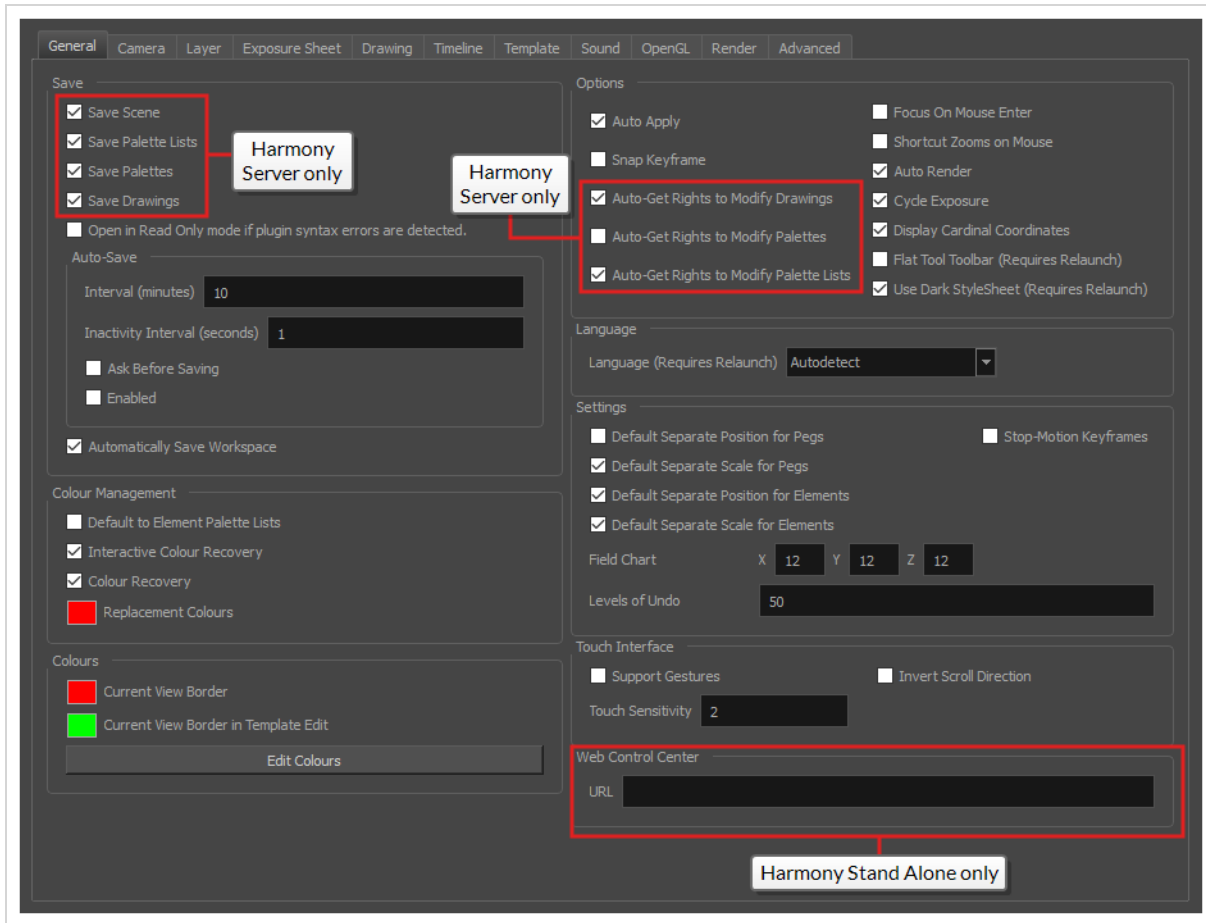 General Camera Layer Exposure Sheet Drawing Timeline Template Sound OpenGL Render Advanced
Save
Save Scene
Save Palette Lists
Save Palettes
Save Drawings
Harmony
Server only
Open in Read Only mode if plugin syntax errors are detected.
Auto-Save
Interval (minutes) 10
Inactivity Interval (seconds) 1
Ask Before Saving
Enabled
Automatically Save Workspace
Colour Management
Default to Element Palette Lists
Interactive Colour Recovery
Colour Recovery
Replacement Colours
Colours
Current View Border
Current View Border in Template Edit
Edit Colours
Options
Auto Apply
Snap Keyframe
Harmony
Server only
Auto-Get Rights to Modify Drawings
Auto-Get Rights to Modify Palettes
Auto-Get Rights to Modify Palette Lists
Focus On Mouse Enter
Shortcut Zooms on Mouse
Auto Render
Cycle Exposure
Display Cardinal Coordinates
Flat Tool Toolbar (Requires Relaunch)
Use Dark StyleSheet (Requires Relaunch)
Language
Language (Requires Relaunch) Autodetect
Settings
Default Separate Position for Pegs Stop-Motion Keyframes
Default Separate Scale for Pegs
Default Separate Position for Elements
Default Separate Scale for Elements
Field Chart X 12 Y 12 Z 12
Levels of Undo 50
Touch Interface
Support Gestures Invert Scroll Direction
Touch Sensitivity 2
Web Control Center
URL
Harmony Stand Alone only